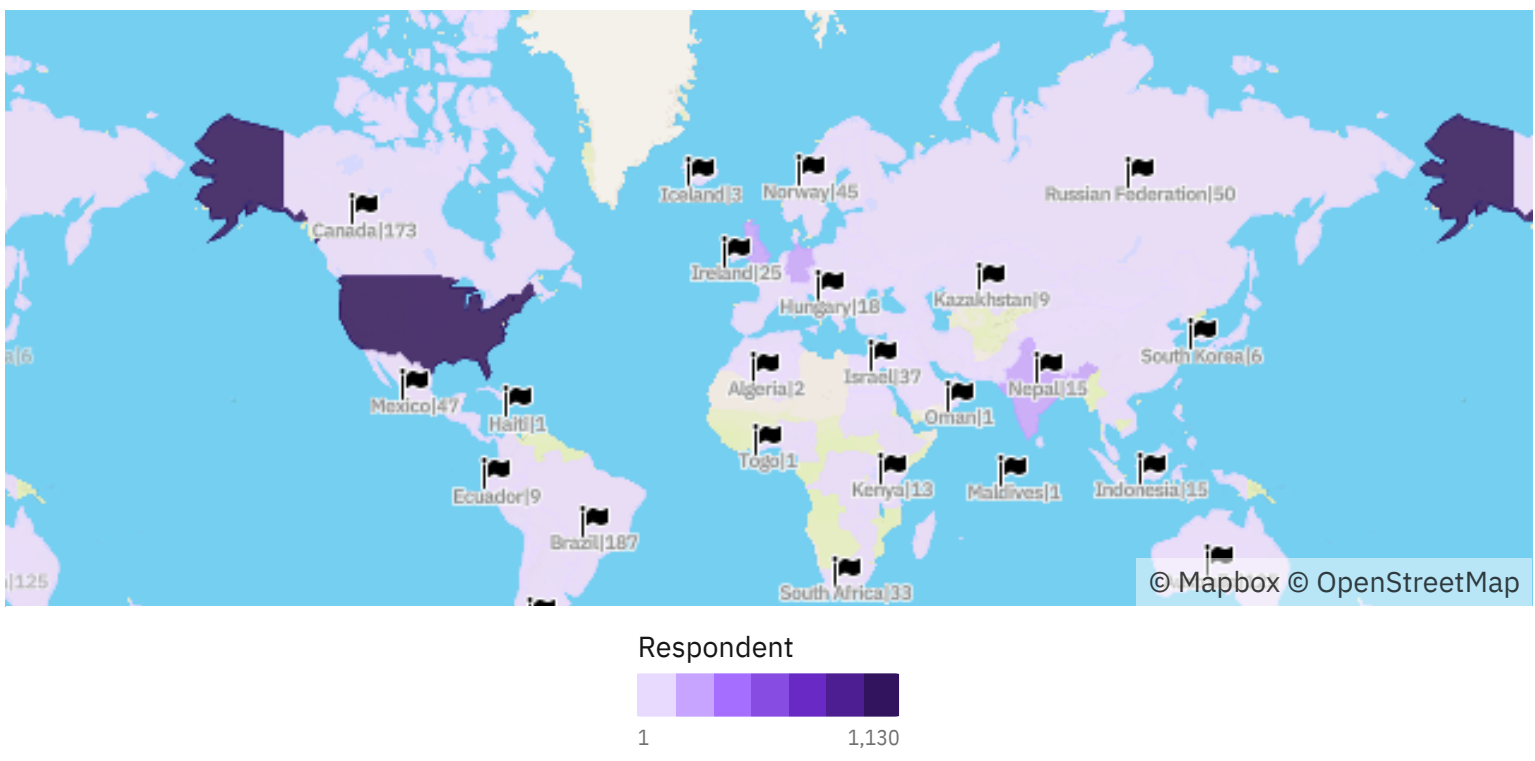 Iceland|3
Norway|45
Russian Federation|50
Canada|173
Ireland|25
Hungary|18
Kazakhstan|9
a|6
South Korea|6
Algeria|2
Israel|37
Nepal|15
Mexico|47
Haiti|1
Oman|1
Togo|1
Ecuador|9
Kenya|13
Maldives|1
Indonesia|15
Brazil|187
|125
South Africa|33
© Mapbox © OpenStreetMap
Respondent
1
1,130